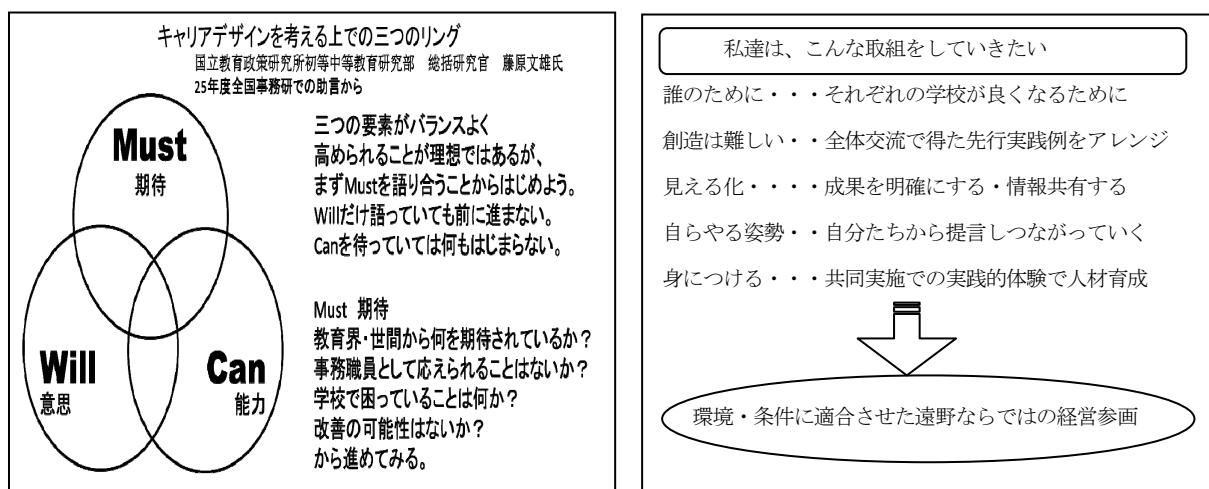 キャリアデザインを考える上での三つのリング
国立教育政策研究所初等中等教育研究部 総括研究官 藤原文雄氏
25年度全国事務研での助言から
Must
期待
Will
意思
Can
能力
三つの要素がバランスよく
高められることが理想ではあるが、
まずMustを語り合うことからはじめよう。
Willだけ語っていても前に進まない。
Canを待っていては何もはじまらない。
Must 期待
教育界・世間から何を期待されているか？
事務職員として応えられることはないか？
学校で困っていることは何か？
改善の可能性はないか？
から進めてみる。
私達は、こんな取組をしていきたい
誰のために・・・それぞれの学校が良くなるために
創造は難しい・・全体交流で得た先行実践例をアレンジ
見える化・・・・成果を明確にする・情報共有する
自らやる姿勢・・自分たちから提言しつながっていく
身につける・・・共同実施での実践的体験で人材育成
環境・条件に適合させた遠野ならではの経営参画